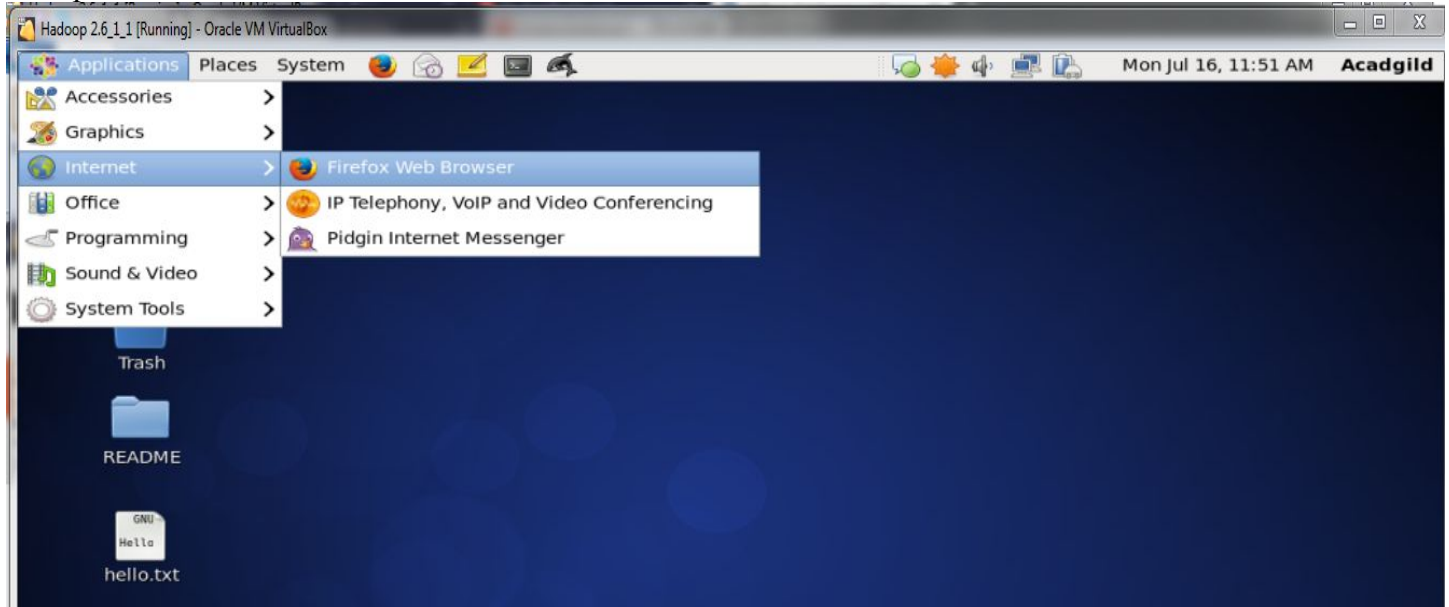 Hadoop 2.6_1_1 [Running] - Oracle VM VirtualBox
Applications Places System Mon Jul 16, 11:51 AM Acadgild
Accessories
Graphics
Internet
Office
Programming
Sound & Video
System Tools
Firefox Web Browser
IP Telephony, VoIP and Video Conferencing
Pidgin Internet Messenger
Trash
README
GNU
Hello
hello.txt